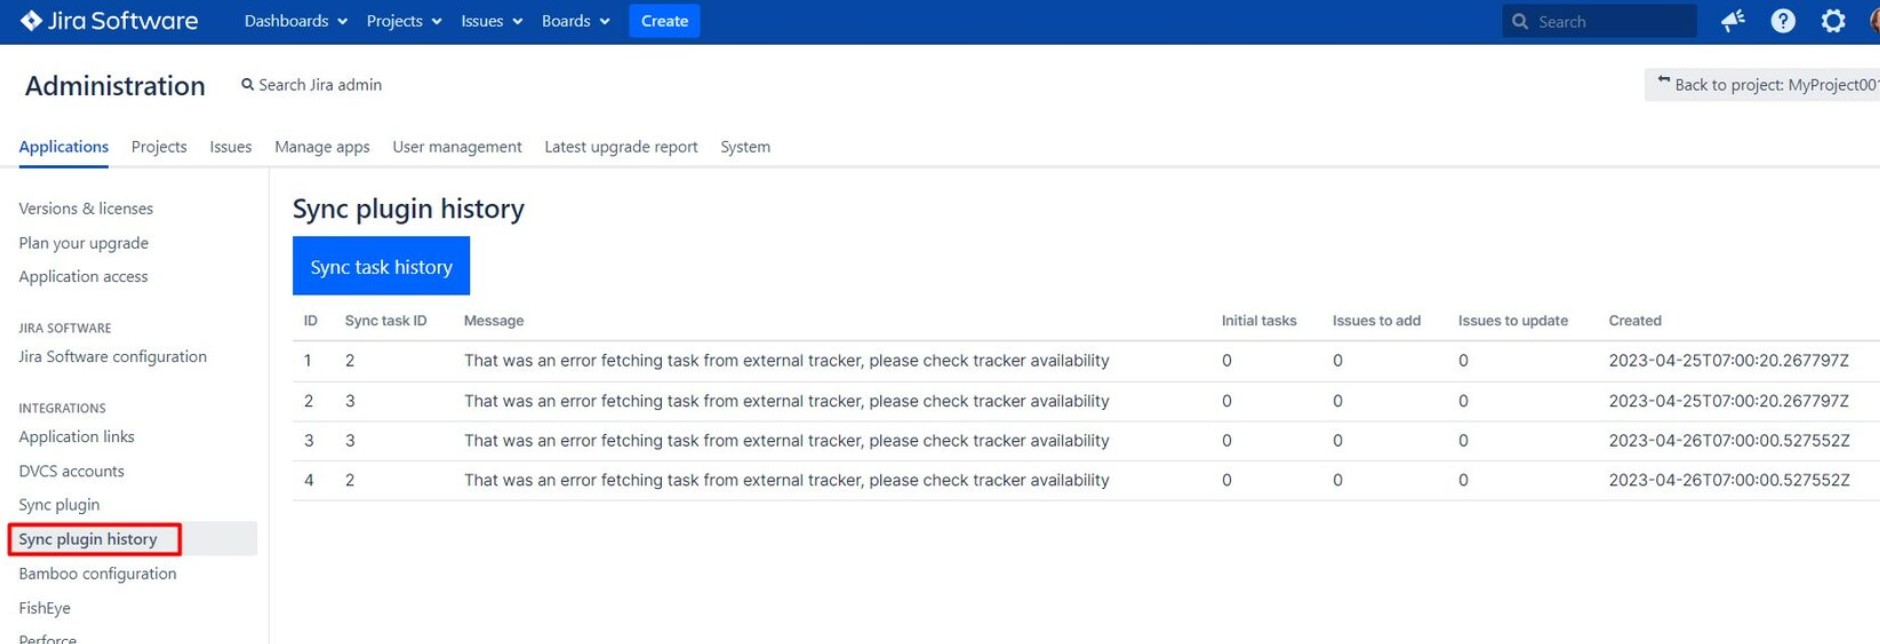 Jira Software Dashboards Projects Issues Boards Create Search
Administration Search Jira admin Back to project: MyProject001
Applications Projects Issues Manage apps User management Latest upgrade report System
Versions & licenses
Plan your upgrade
Application access
JIRA SOFTWARE
Jira Software configuration
INTEGRATIONS
Application links
DVCS accounts
Sync plugin
Sync plugin history
Bamboo configuration
FishEye
Perforce
Sync plugin history
Sync task history
ID Sync task ID Message Initial tasks Issues to add Issues to update Created
1 2 That was an error fetching task from external tracker, please check tracker availability 0 0 0 2023-04-25T07:00:20.267797Z
2 3 That was an error fetching task from external tracker, please check tracker availability 0 0 0 2023-04-25T07:00:20.267797Z
3 3 That was an error fetching task from external tracker, please check tracker availability 0 0 0 2023-04-26T07:00:00.527552Z
4 2 That was an error fetching task from external tracker, please check tracker availability 0 0 0 2023-04-26T07:00:00.527552Z